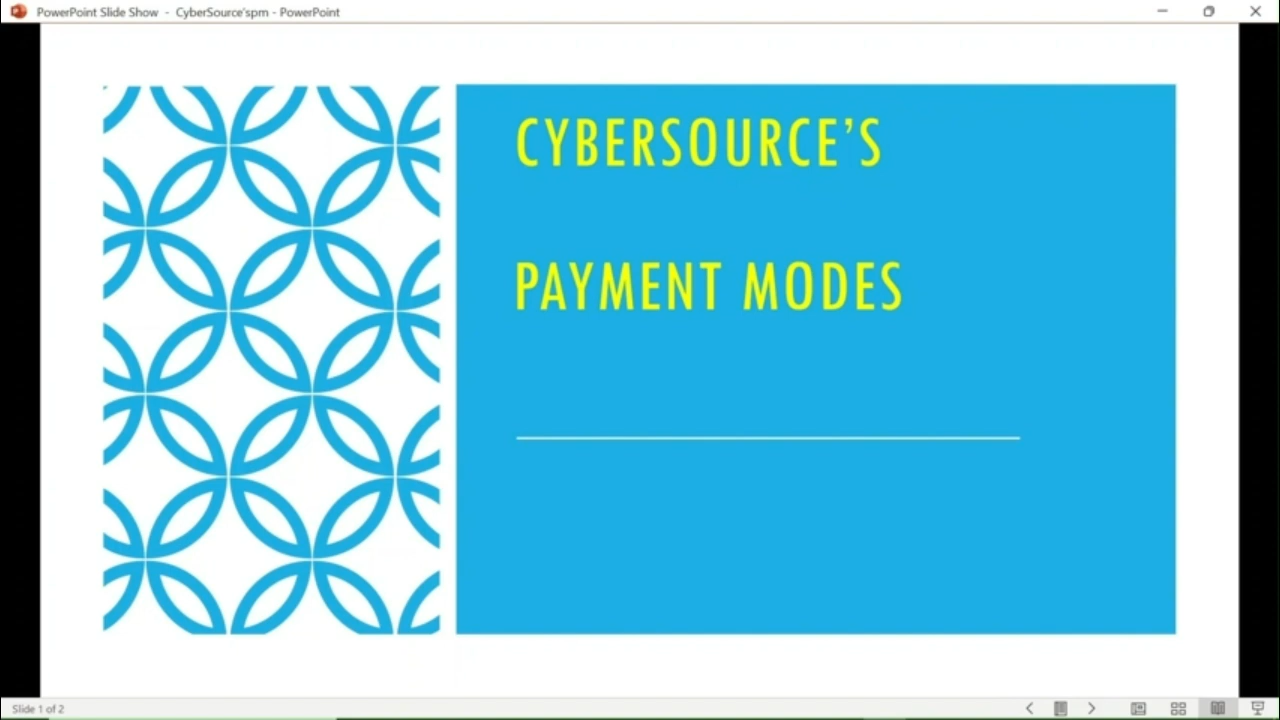 PowerPoint Slide Show - CyberSource'spm - PowerPoint
CYBERSOURCE'S
PAYMENT MODES
Slide 1 of 2